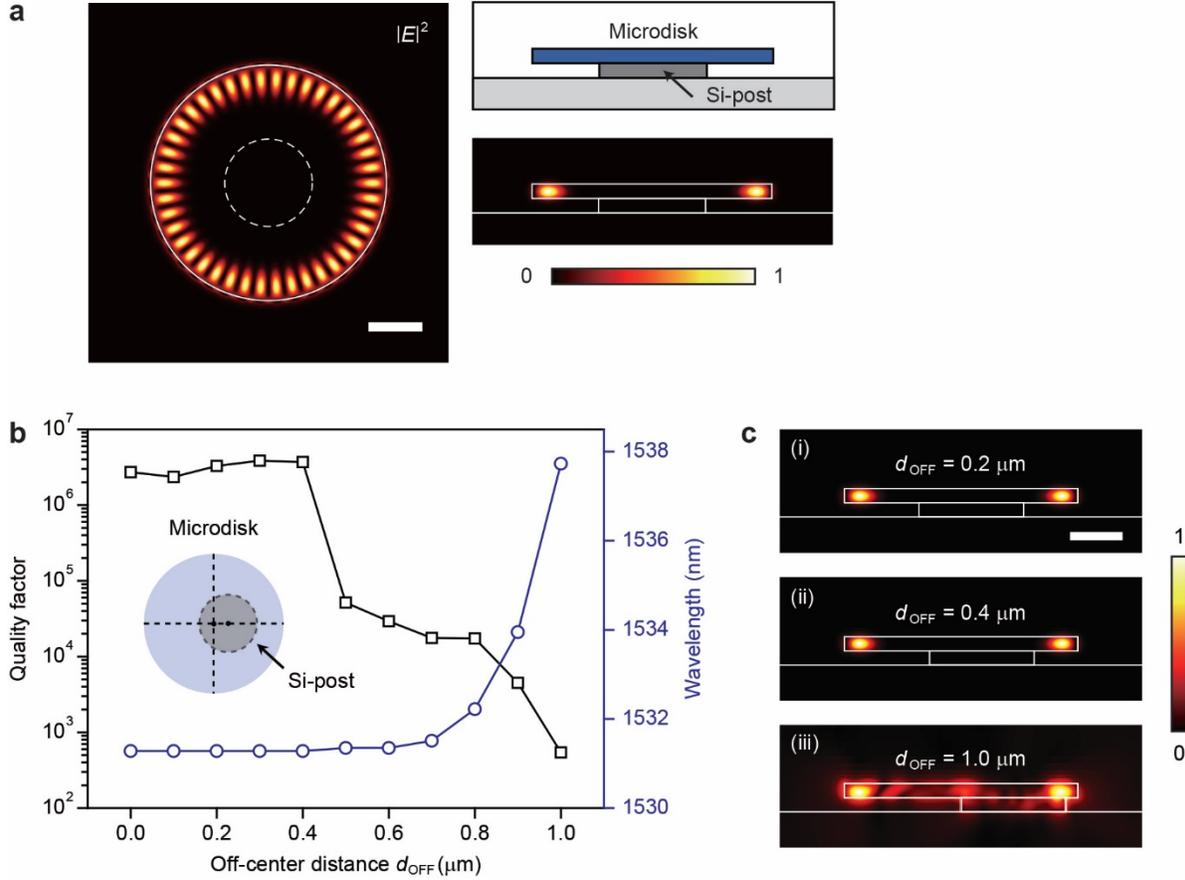 a
|E|²
Microdisk
Si-post
0
1
b
10⁷
10⁶
10⁵
10⁴
10³
10²
Quality factor
Microdisk
Si-post
1538
1536
1534
1532
1530
Wavelength (nm)
0.0 0.2 0.4 0.6 0.8 1.0
Off-center distance d_OFF (μm)
c
(i)
d_OFF = 0.2 μm
(ii)
d_OFF = 0.4 μm
(iii)
d_OFF = 1.0 μm
1
0